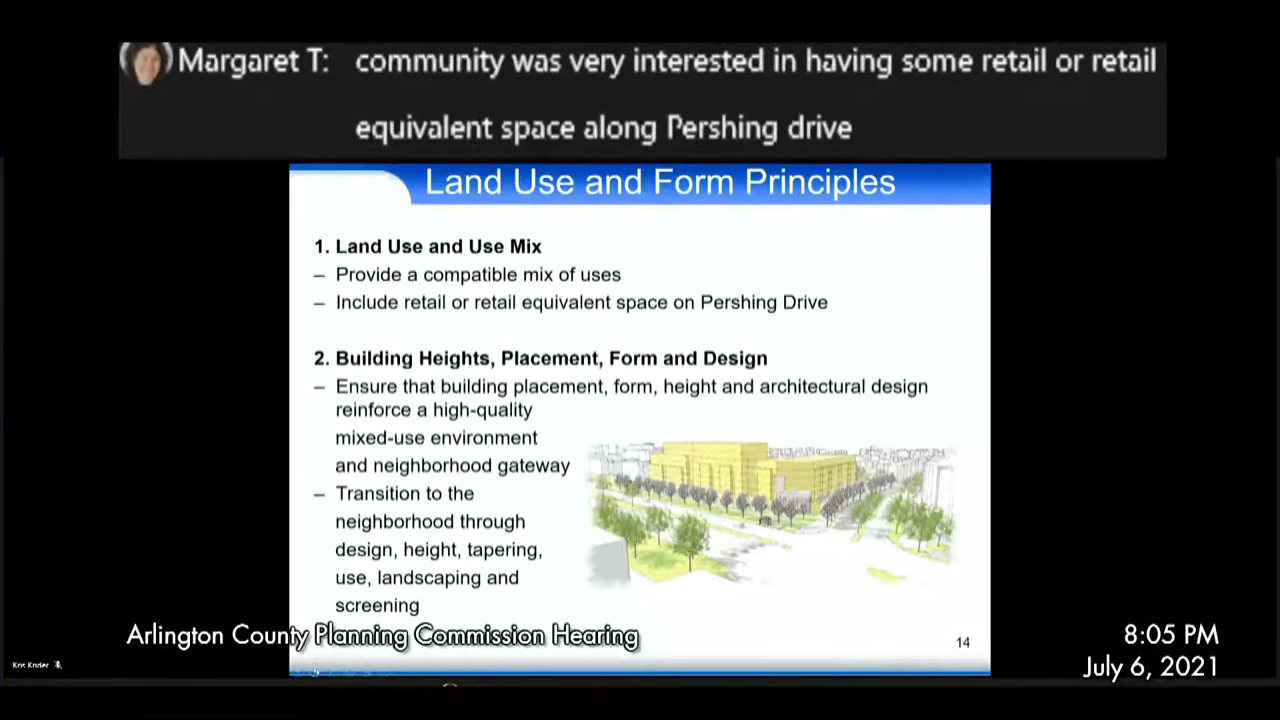 Margaret T: community was very interested in having some retail or retail
equivalent space along Pershing drive
Land Use and Form Principles
1. Land Use and Use Mix
– Provide a compatible mix of uses
– Include retail or retail equivalent space on Pershing Drive
2. Building Heights, Placement, Form and Design
– Ensure that building placement, form, height and architectural design
reinforce a high-quality
mixed-use environment
and neighborhood gateway
– Transition to the
neighborhood through
design, height, tapering,
use, landscaping and
screening
Arlington County Planning Commission Hearing
14
8:05 PM
July 6, 2021